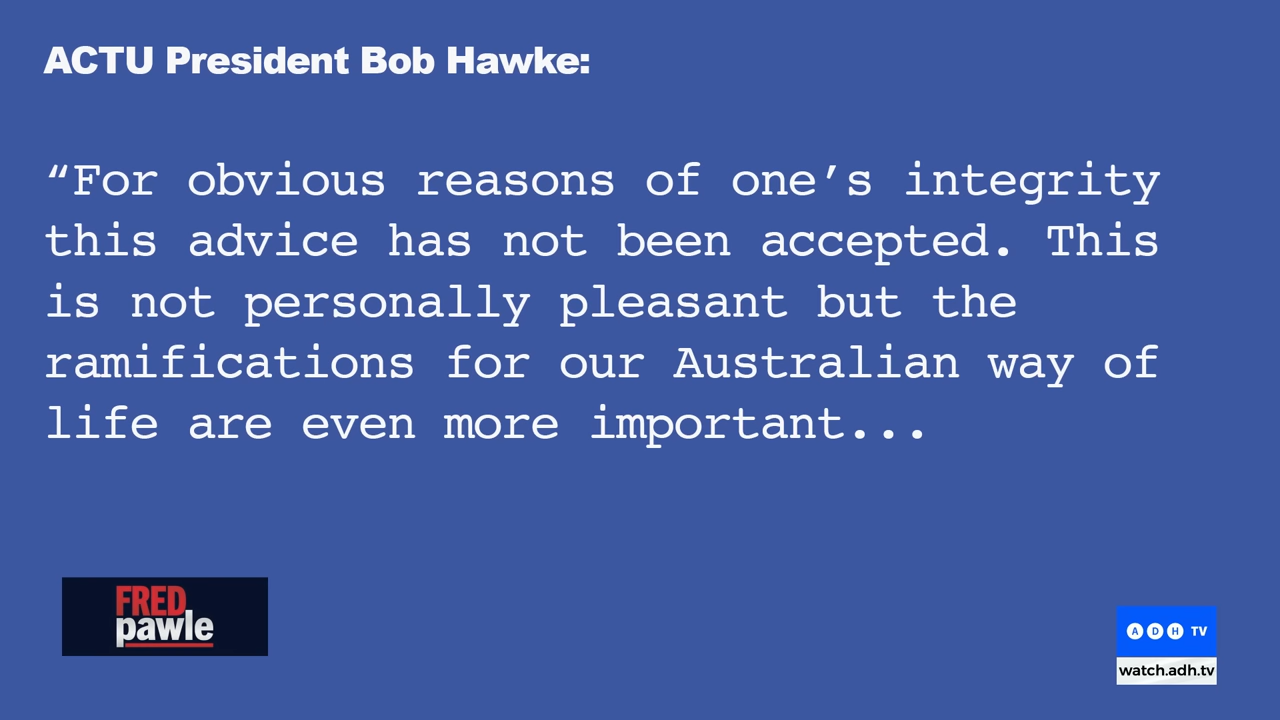 ACTU President Bob Hawke:
“For obvious reasons of one’s integrity
this advice has not been accepted. This
is not personally pleasant but the
ramifications for our Australian way of
life are even more important...
FRED
pawle
ADH TV
watch.adh.tv